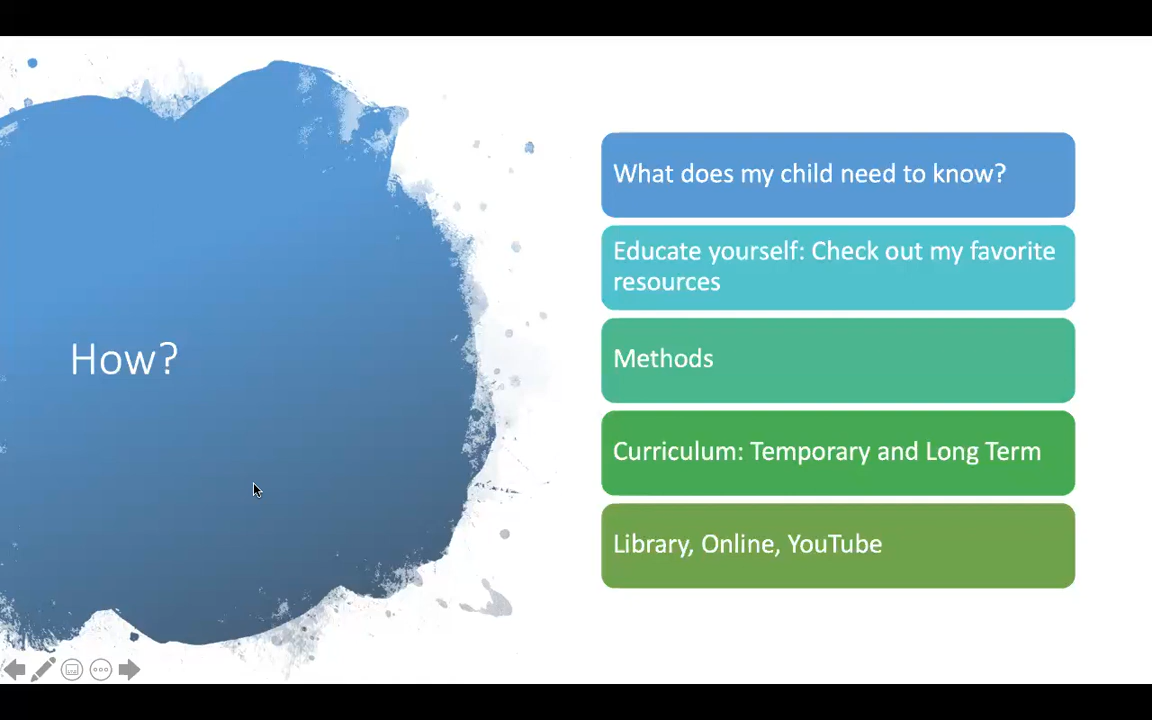 How?
What does my child need to know?
Educate yourself: Check out my favorite
resources
Methods
Curriculum: Temporary and Long Term
Library, Online, YouTube